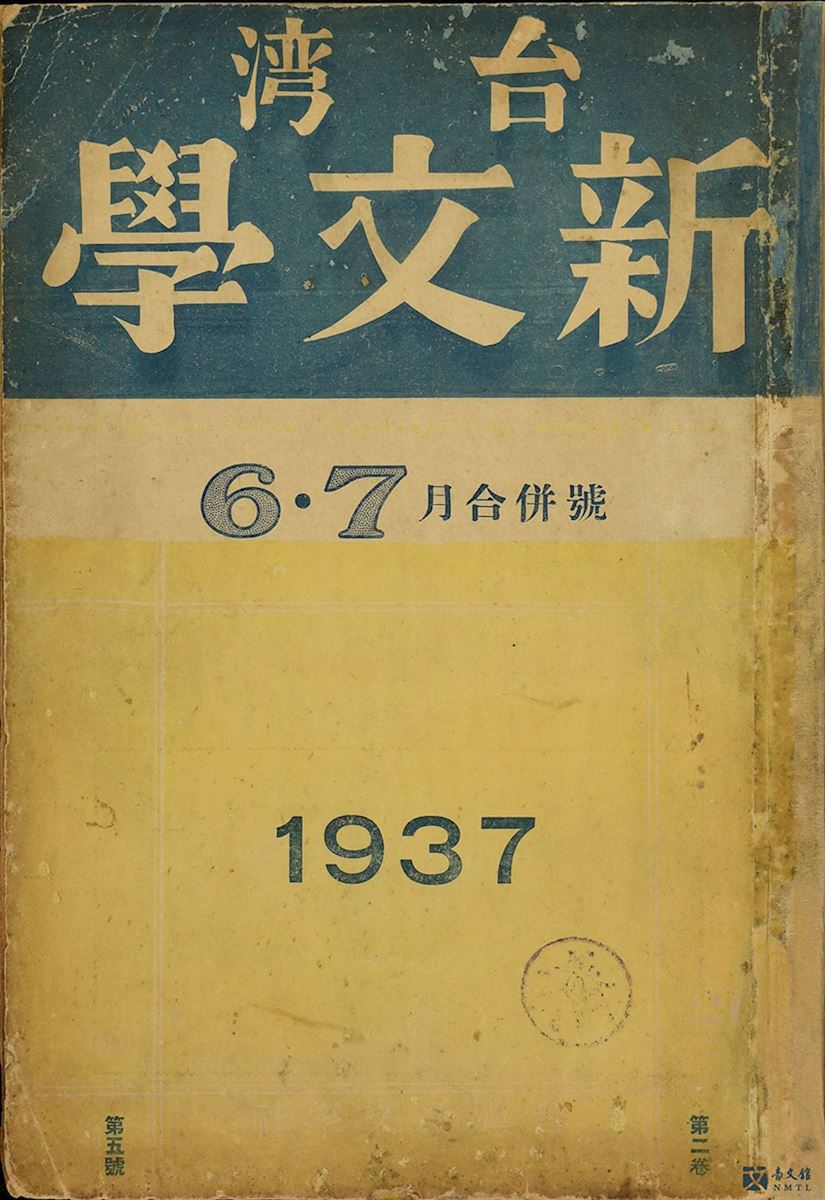 台湾
新文學
6・7月合併號
1937
第二卷
第五號
臺文館
NMTL